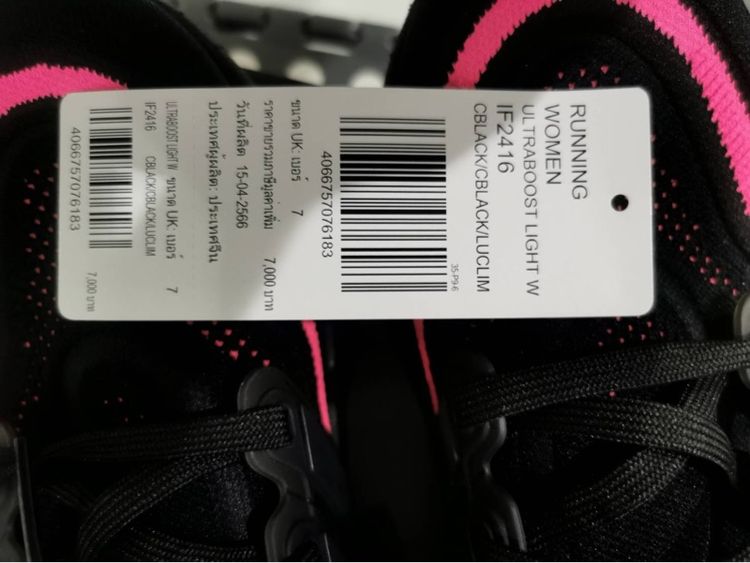 RUNNING
WOMEN
ULTRABOOST LIGHT W
IF2416
CBLACK/CBLACK/LUCLIM
35-P9-6
4066757076183
ขนาด UK: เบอร์ 7
ราคาขายรวมภาษีมูลค่าเพิ่ม 7,000 บาท
วันที่ผลิต 15-04-2566
ประเทศผู้ผลิต: ประเทศจีน
ULTRABOOST LIGHT W ขนาด UK: เบอร์ 7
IF2416 CBLACK/CBLACK/LUCLIM
4066757076183
7,000 บาท